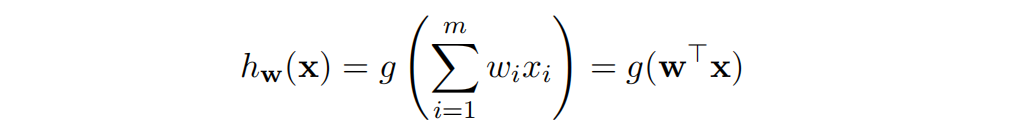 h_𝐰(𝐱) = g(∑_{i=1}^{m} w_i x_i) = g(𝐰^⊤𝐱)